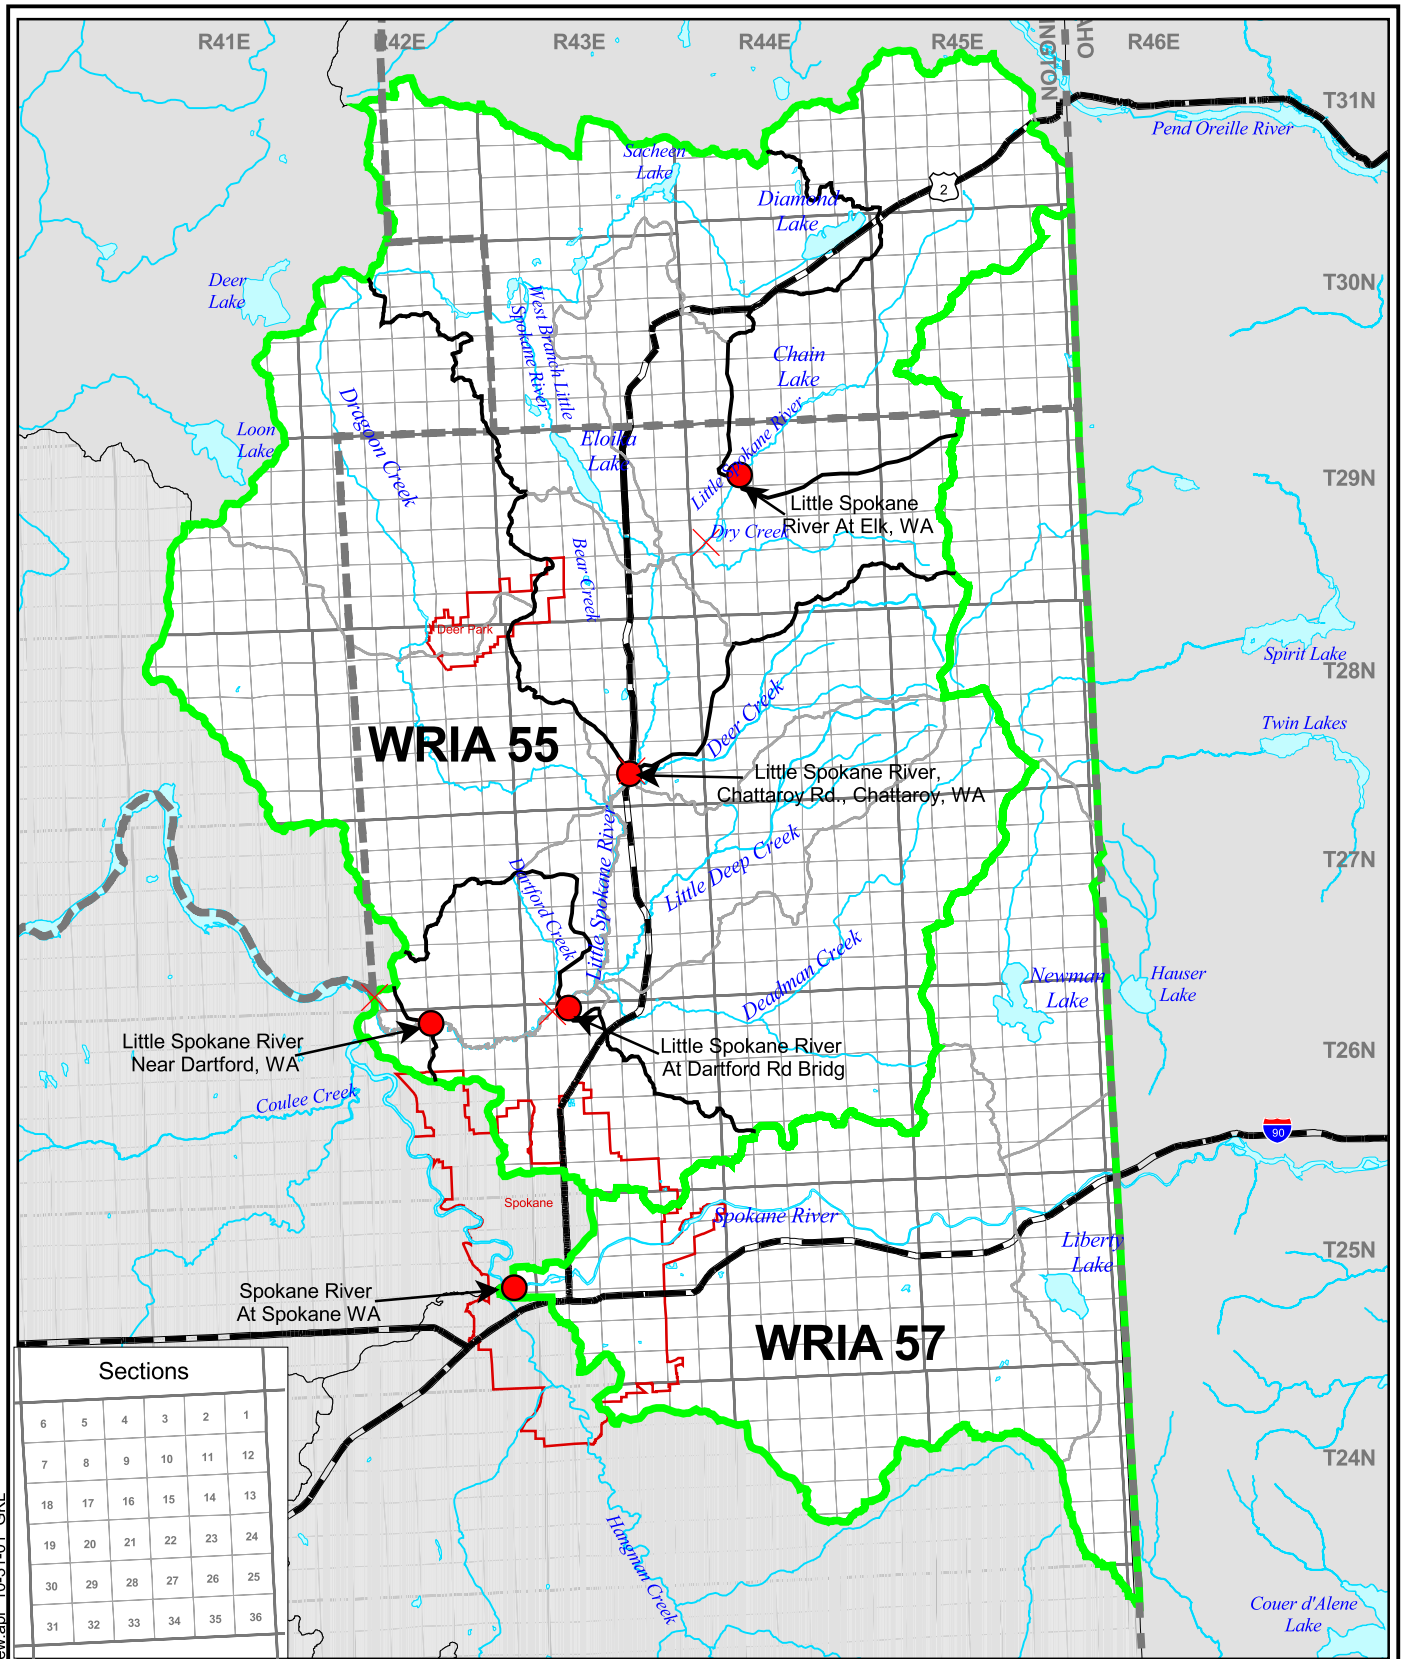 R41E
R42E
R43E
R44E
R45E
R46E
INGTON
AHO
T31N
Pend Oreille River
2
Sacheen
Lake
Diamond
Lake
Deer
Lake
T30N
West Branch Little
Spokane River
Chain
Lake
Dragoon Creek
Loon
Lake
Eloika
Lake
Little Spokane River
T29N
Little Spokane
River At Elk, WA
Dry Creek
Bear Creek
Deer Park
Spirit Lake
T28N
Deer Creek
Twin Lakes
WRIA 55
Little Spokane River,
Chattaroy Rd., Chattaroy, WA
Little Deep Creek
T27N
Dartford Creek
Little Spokane River
Deadman Creek
Newman
Lake
Hauser
Lake
Little Spokane River
Near Dartford, WA
Little Spokane River
At Dartford Rd Bridg
T26N
Coulee Creek
90
Spokane
Spokane River
Liberty
Lake
T25N
Spokane River
At Spokane WA
WRIA 57
Sections
6 5 4 3 2 1
7 8 9 10 11 12
18 17 16 15 14 13
19 20 21 22 23 24
30 29 28 27 26 25
31 32 33 34 35 36
T24N
Hangman Creek
Couer d'Alene
Lake